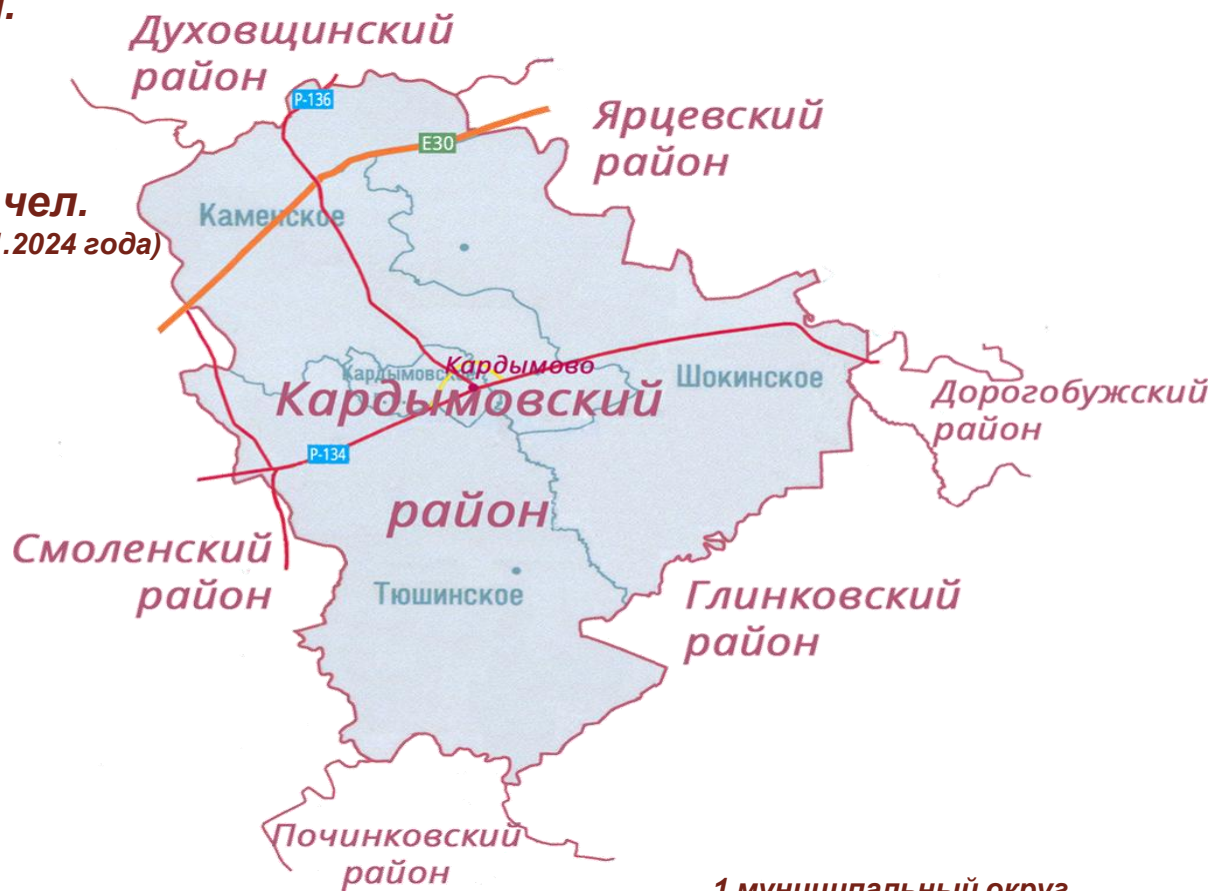 Духовщинский
район
Р-136
Ярцевский
район
Е30
чел.
.2024 года)
Каменское
Кардымово
Кардымовский
район
Шокинское
Дорогобужский
район
Р-134
Смоленский
район
Тюшинское
Глинковский
район
Починковский
район